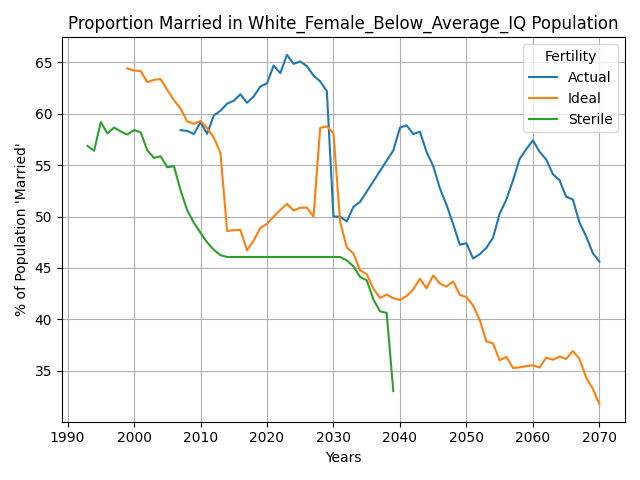 Proportion Married in White_Female_Below_Average_IQ Population
% of Population 'Married'
65
60
55
50
45
40
35
Fertility
Actual
Ideal
Sterile
1990 2000 2010 2020 2030 2040 2050 2060 2070
Years